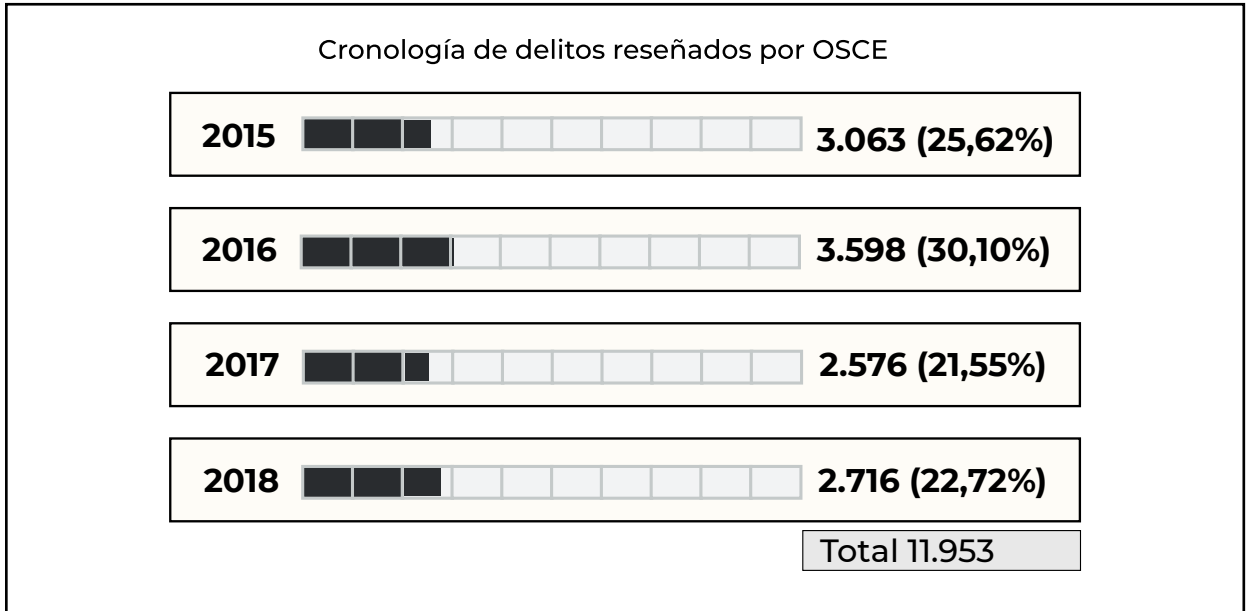 Cronología de delitos reseñados por OSCE
2015 3.063 (25,62%)
2016 3.598 (30,10%)
2017 2.576 (21,55%)
2018 2.716 (22,72%)
Total 11.953